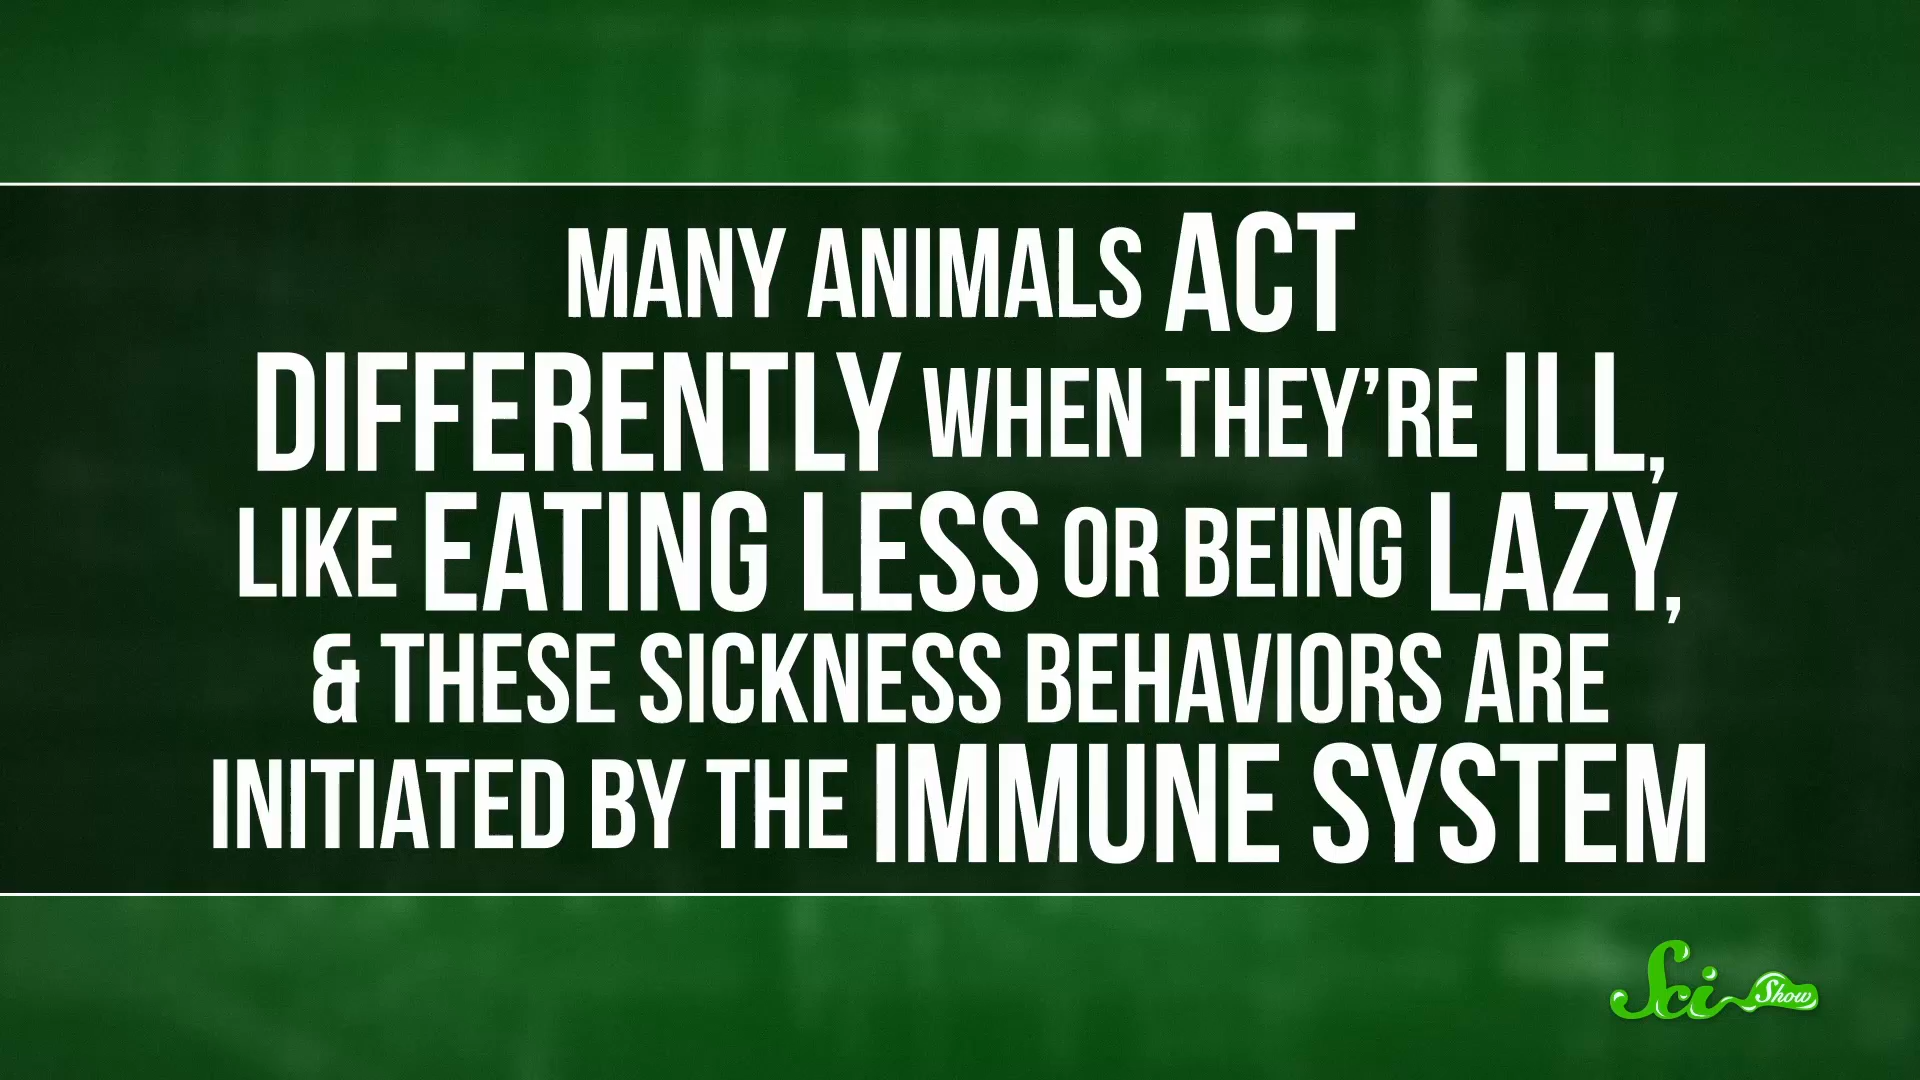 MANY ANIMALS ACT
DIFFERENTLY WHEN THEY’RE ILL,
LIKE EATING LESS OR BEING LAZY,
& THESE SICKNESS BEHAVIORS ARE
INITIATED BY THE IMMUNE SYSTEM
Sci Show